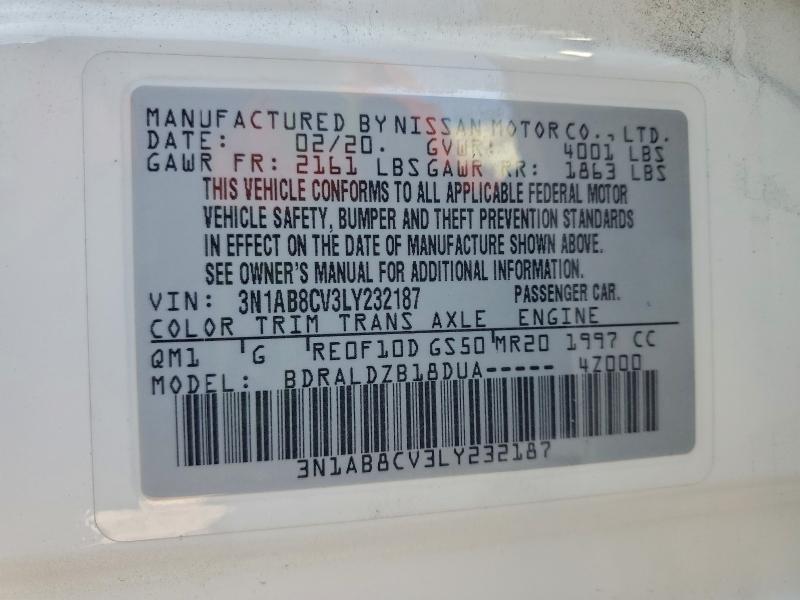 MANUFACTURED BY NISSAN MOTOR CO., LTD.
DATE: 02/20. GVWR: 4001 LBS
GAWR FR: 2161 LBS GAWR RR: 1863 LBS
THIS VEHICLE CONFORMS TO ALL APPLICABLE FEDERAL MOTOR
VEHICLE SAFETY, BUMPER AND THEFT PREVENTION STANDARDS
IN EFFECT ON THE DATE OF MANUFACTURE SHOWN ABOVE.
SEE OWNER'S MANUAL FOR ADDITIONAL INFORMATION.
VIN: 3N1AB8CV3LY232187 PASSENGER CAR.
COLOR TRIM TRANS AXLE ENGINE
QM1 'G 'RE0F10D GS50'MR20 1997 CC
MODEL: BDRALDZB18DUA----- 4Z000
3N1AB8CV3LY232187